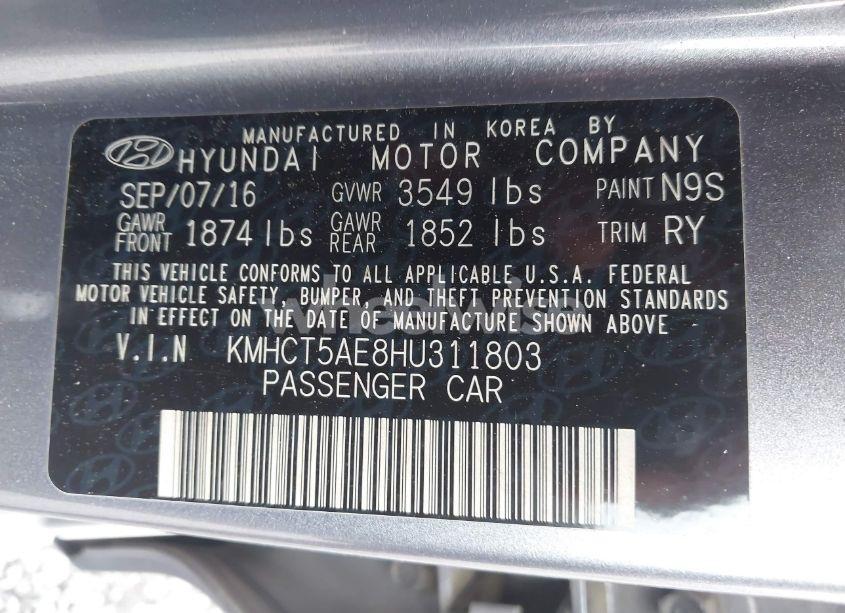 MANUFACTURED IN KOREA BY
HYUNDAI MOTOR COMPANY
SEP/07/16 GVWR 3549 lbs PAINT N9S
GAWR FRONT 1874 lbs GAWR REAR 1852 lbs TRIM RY
THIS VEHICLE CONFORMS TO ALL APPLICABLE U.S.A. FEDERAL
MOTOR VEHICLE SAFETY, BUMPER, AND THEFT PREVENTION STANDARDS
IN EFFECT ON THE DATE OF MANUFACTURE SHOWN ABOVE
V.I.N KMHCT5AE8HU311803
PASSENGER CAR